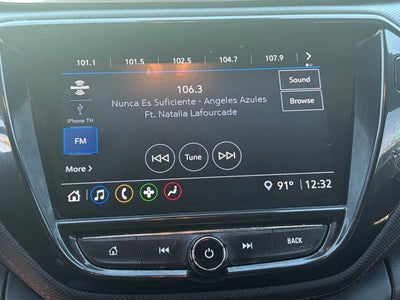 101.1 101.5 102.5 104.7 107.9
106.3
Sound
((SiriusXM))
Nunca Es Suficiente - Angeles Azules
Browse
Ft. Natalia Lafourcade
iPhone TH
FM
Tune
More
91° 12:32
BACK